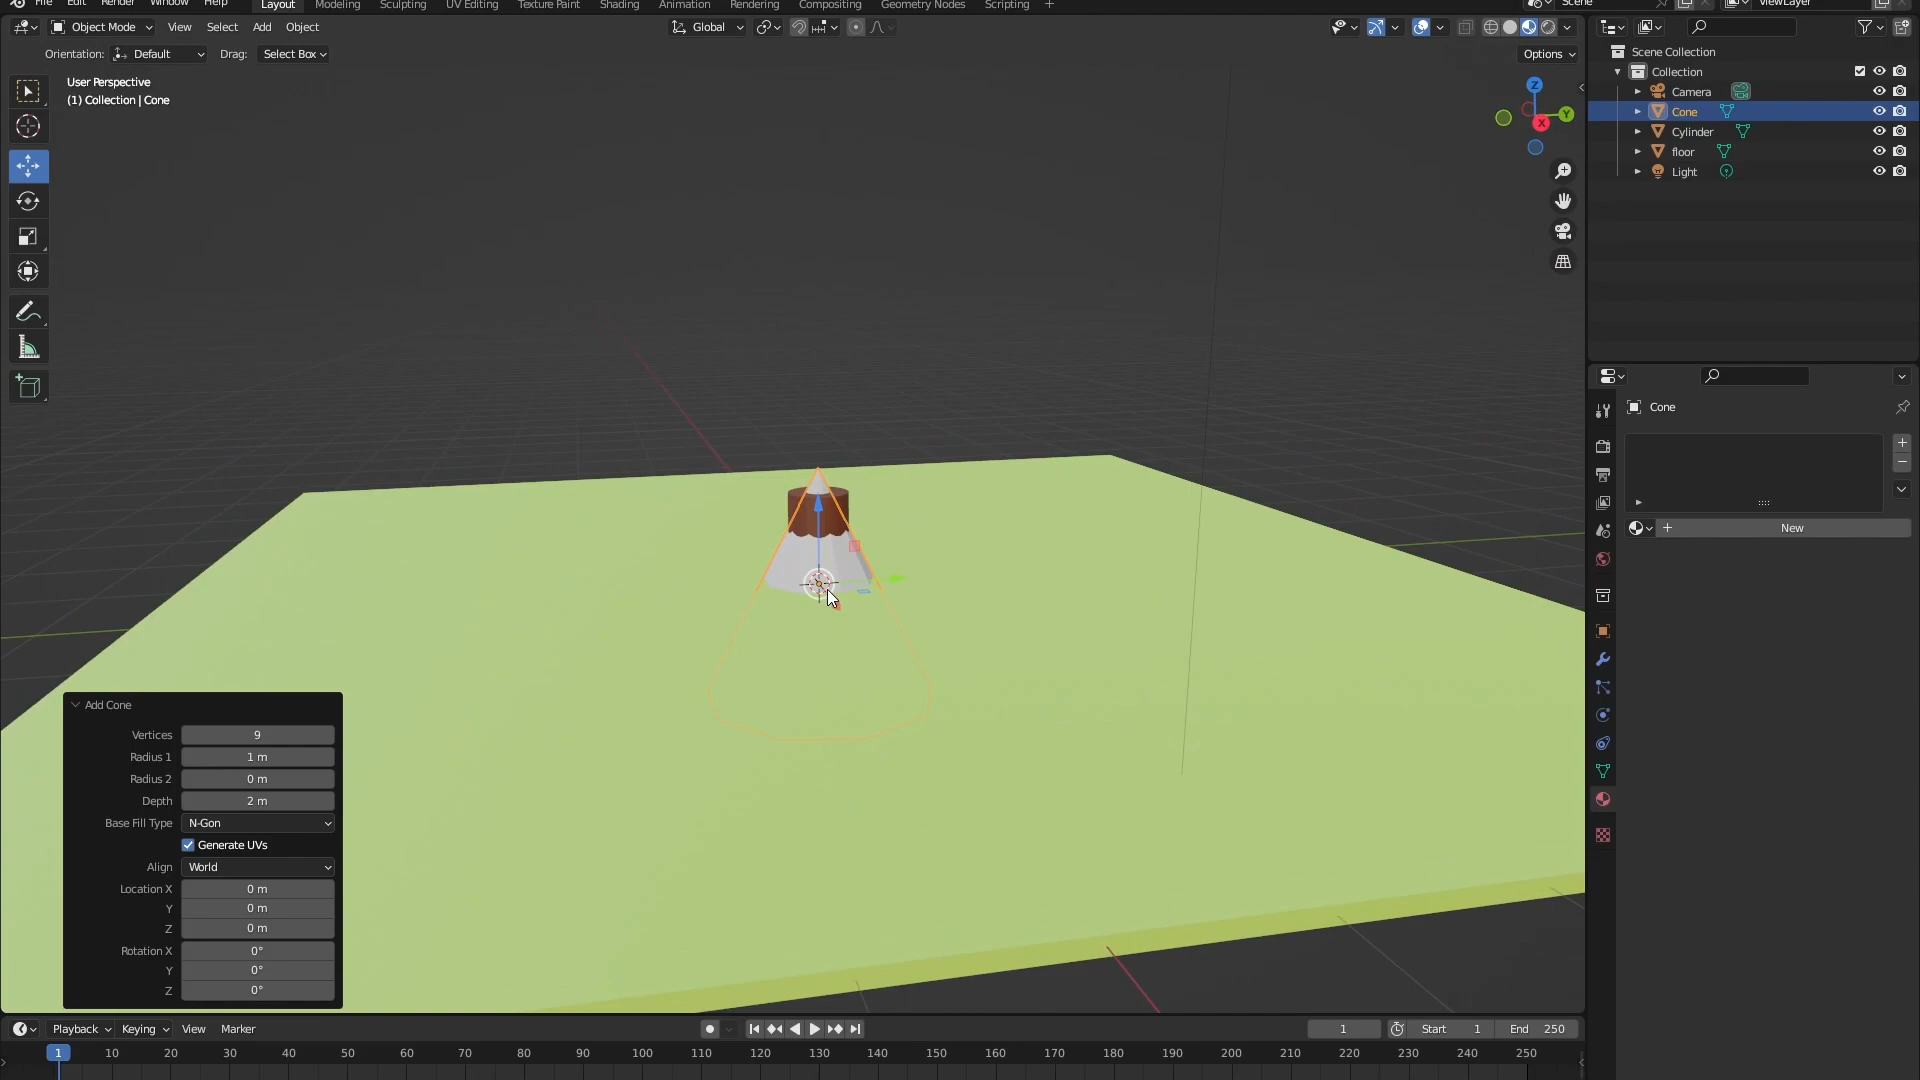 File Edit Render Window Help Layout Modeling Sculpting UV Editing Texture Paint Shading Animation Rendering Compositing Geometry Nodes Scripting + Scene ViewLayer
Object Mode View Select Add Object Global
Orientation: Default Drag: Select Box Options
User Perspective
(1) Collection | Cone
Z
Y
X
Scene Collection
Collection
Camera
Cone
Cylinder
floor
Light
Cone
New
Add Cone
Vertices 9
Radius 1 1 m
Radius 2 0 m
Depth 2 m
Base Fill Type N-Gon
Generate UVs
Align World
Location X 0 m
Y 0 m
Z 0 m
Rotation X 0°
Y 0°
Z 0°
Playback Keying View Marker 1 Start 1 End 250
1 10 20 30 40 50 60 70 80 90 100 110 120 130 140 150 160 170 180 190 200 210 220 230 240 250